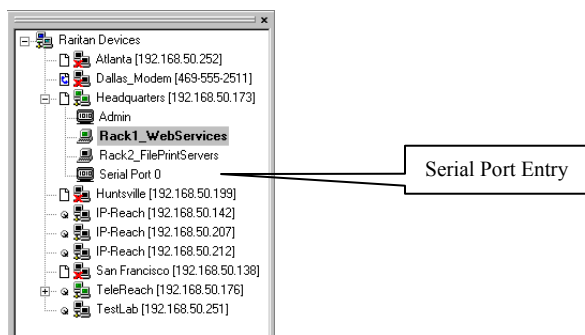 Raritan Devices
Atlanta [192.168.50.252]
Dallas_Modem [469-555-2511]
Headquarters [192.168.50.173]
Admin
Rack1_WebServices
Rack2_FilePrintServers
Serial Port 0
Serial Port Entry
Huntsville [192.168.50.199]
IP-Reach [192.168.50.142]
IP-Reach [192.168.50.207]
IP-Reach [192.168.50.212]
San Francisco [192.168.50.138]
TeleReach [192.168.50.176]
TestLab [192.168.50.251]